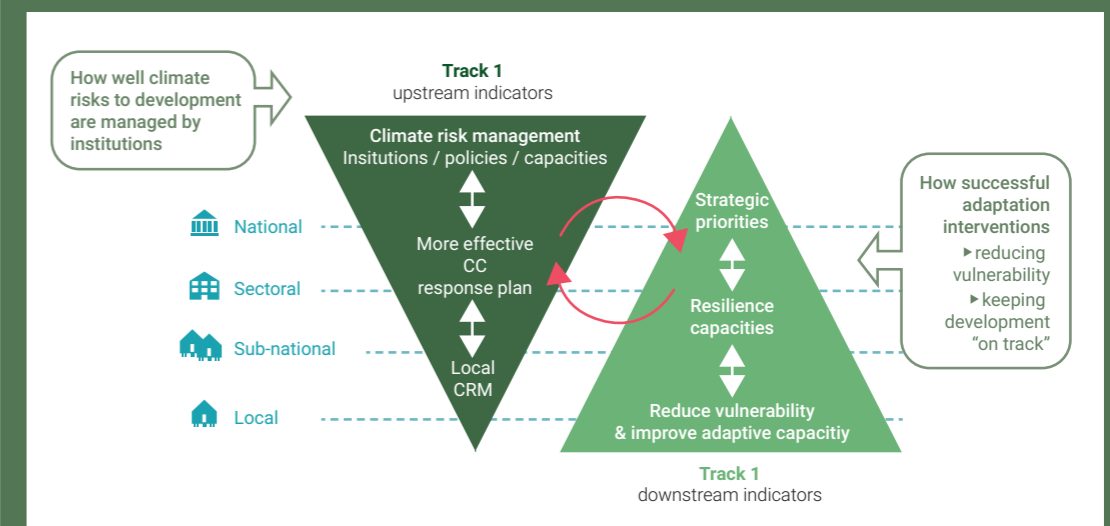 How well climate
risks to development
are managed by
institutions
Track 1
upstream indicators
Climate risk management
Insitutions / policies / capacities
More effective
CC
response plan
Local
CRM
National
Sectoral
Sub-national
Local
Strategic
priorities
Resilience
capacities
Reduce vulnerability
& improve adaptive capacitiy
Track 1
downstream indicators
How successful
adaptation
interventions
▶ reducing
vulnerability
▶ keeping
development
“on track”